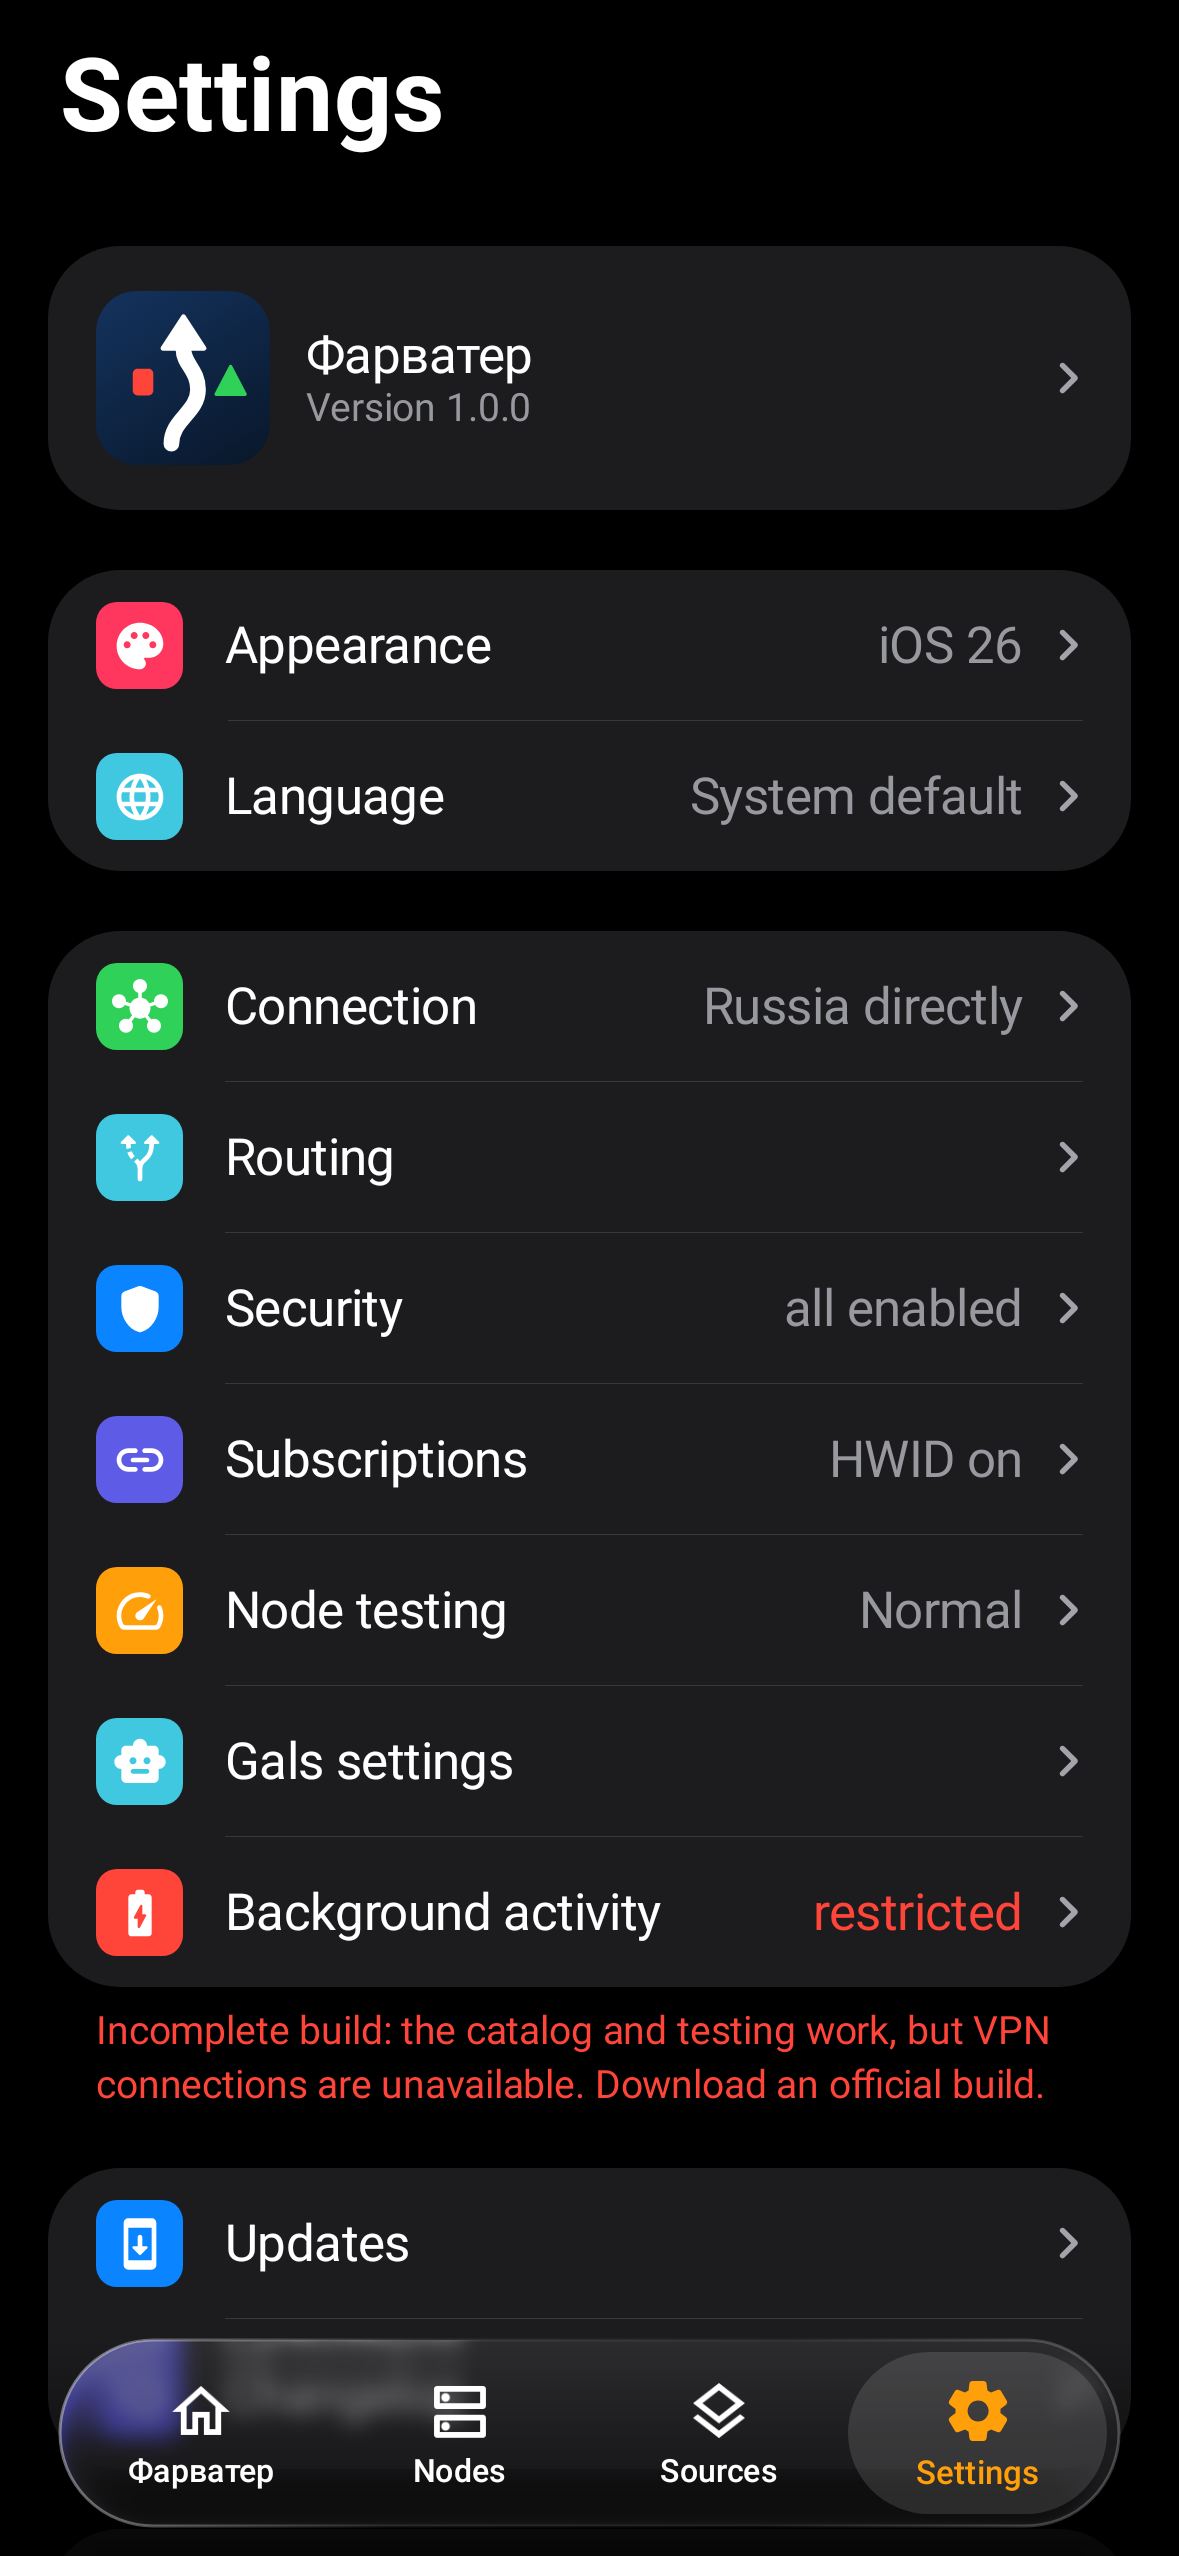 Settings
Фарватер
Version 1.0.0
Appearance iOS 26
Language System default
Connection Russia directly
Routing
Security all enabled
Subscriptions HWID on
Node testing Normal
Gals settings
Background activity restricted
Incomplete build: the catalog and testing work, but VPN
connections are unavailable. Download an official build.
Updates
Фарватер Nodes Sources Settings